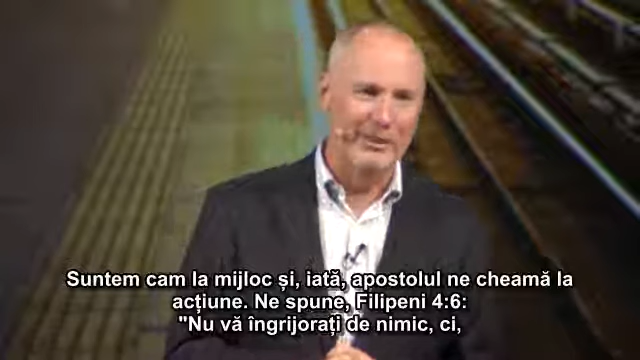 Suntem cam la mijloc și, iată, apostolul ne cheamă la
acțiune. Ne spune, Filipeni 4:6:
"Nu vă îngrijorați de nimic, ci,